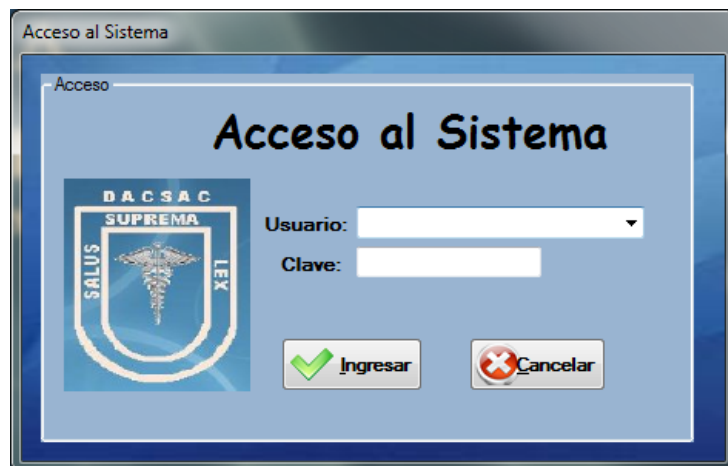 Acceso al Sistema
Acceso
Acceso al Sistema
DACSAC
SUPREMA
SALUS
LEX
Usuario:
Clave:
Ingresar
Cancelar